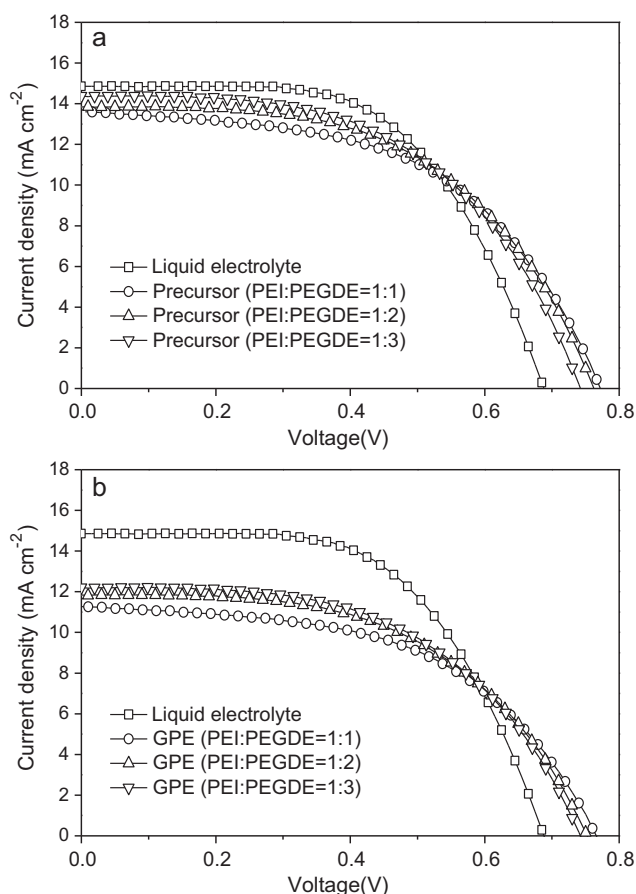 a
18
16
14
12
10
8
6
4
2
0
Current density (mA cm⁻²)
Liquid electrolyte
Precursor (PEI:PEGDE=1:1)
Precursor (PEI:PEGDE=1:2)
Precursor (PEI:PEGDE=1:3)
0.0 0.2 0.4 0.6 0.8
Voltage(V)
b
18
16
14
12
10
8
6
4
2
0
Current density (mA cm⁻²)
Liquid electrolyte
GPE (PEI:PEGDE=1:1)
GPE (PEI:PEGDE=1:2)
GPE (PEI:PEGDE=1:3)
0.0 0.2 0.4 0.6 0.8
Voltage(V)